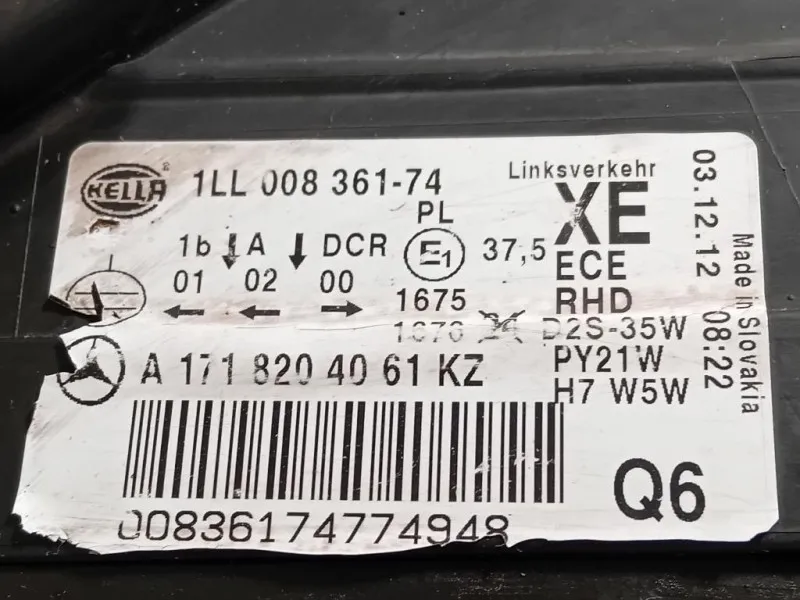 HELLA
1LL 008 361-74
PL
1b A DCR
01 02 00
E1
37,5
1675
1676
Linksverkehr
XE
ECE
RHD
D2S-35W
PY21W
H7 W5W
03.12.12 08:22
Made in Slovakia
A 171 820 40 61 KZ
00836174774948
Q6